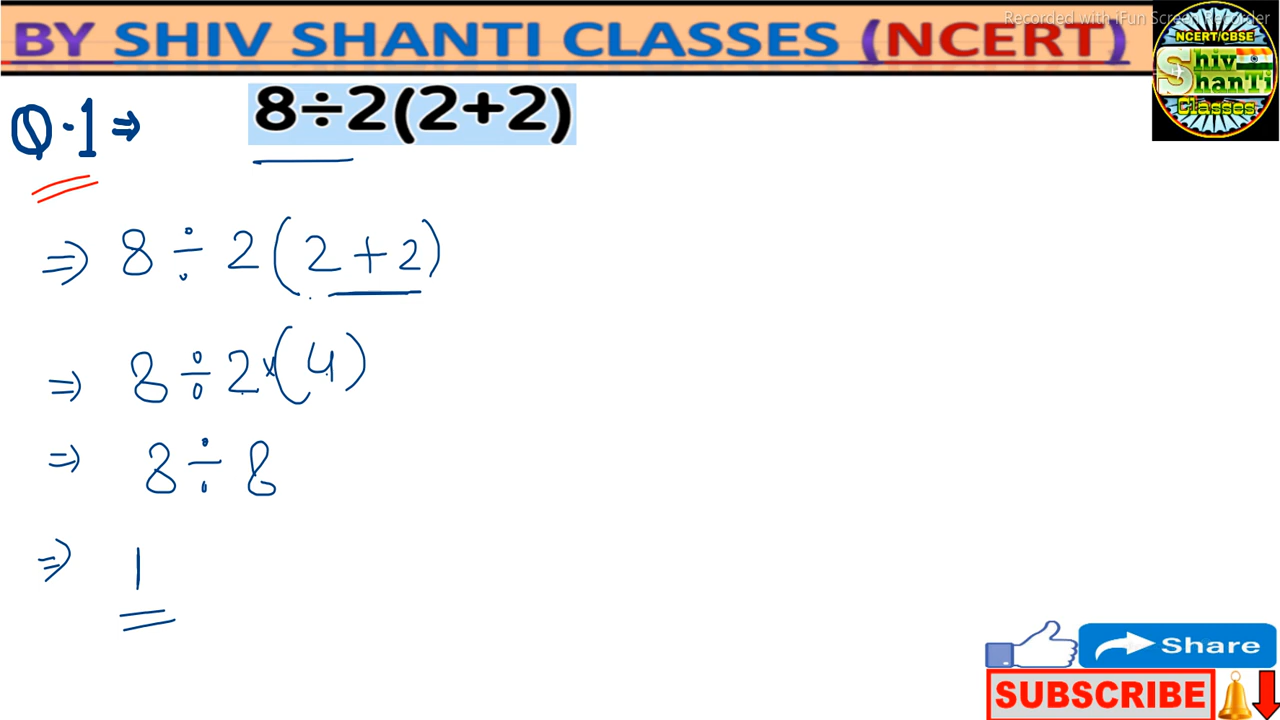 Recorded with iFun Screen Recorder
BY SHIV SHANTI CLASSES (NCERT)
NCERT/CBSE
Shiv
ShanTi
Classes
Q.1⇒ 8÷2(2+2)
⇒ 8 ÷ 2 (2 + 2)
⇒ 8 ÷ 2 × (4)
⇒ 8 ÷ 8
⇒ 1
Share
SUBSCRIBE